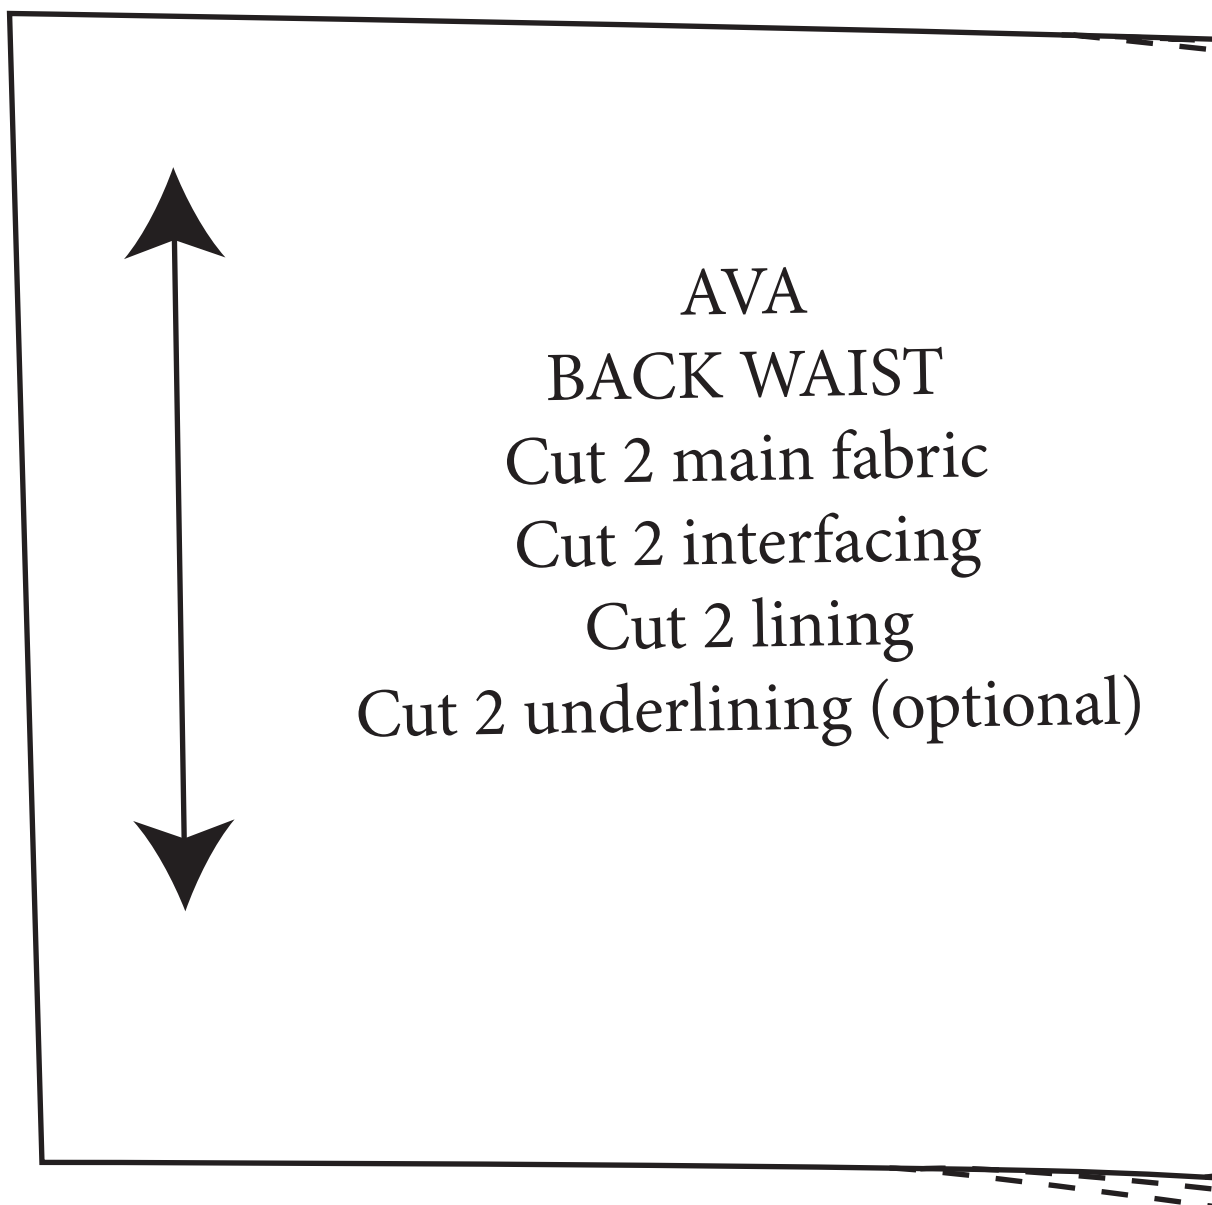 AVA
BACK WAIST
Cut 2 main fabric
Cut 2 interfacing
Cut 2 lining
Cut 2 underlining (optional)